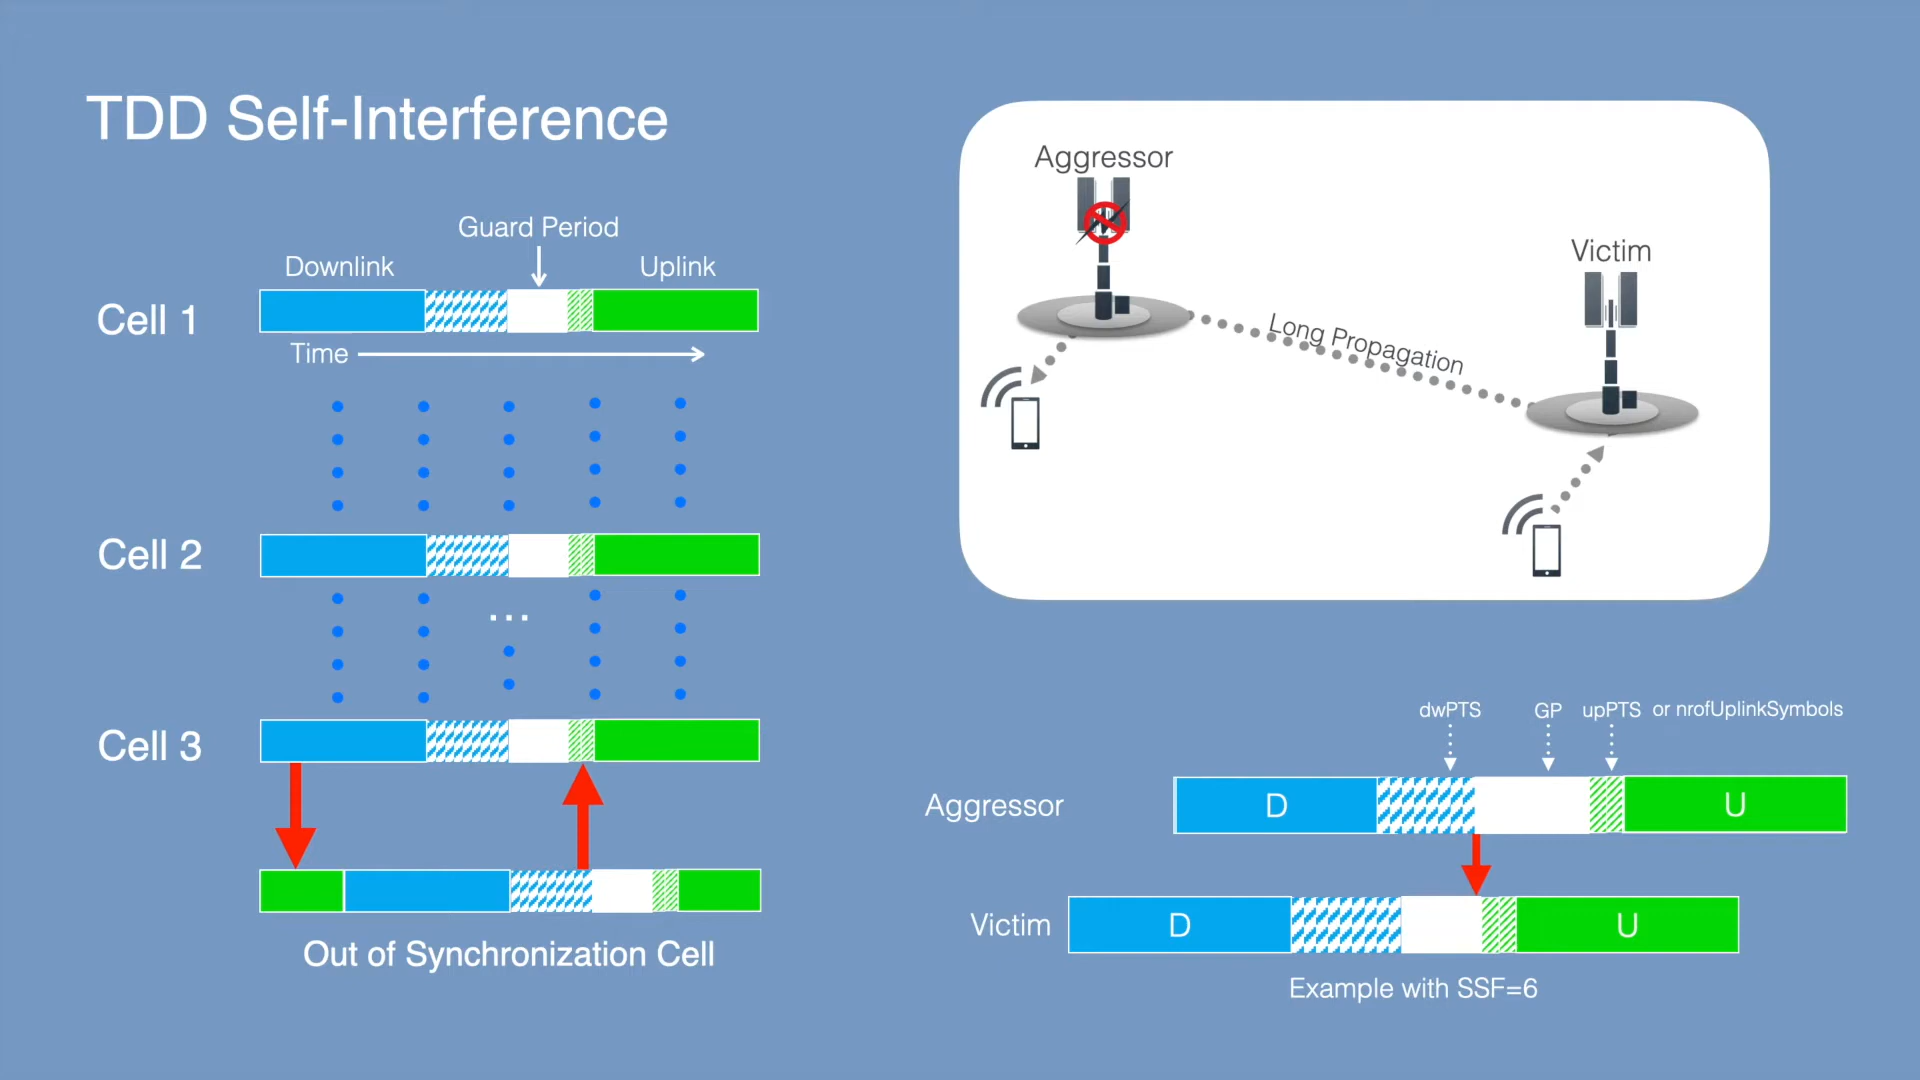 TDD Self-Interference
Guard Period
Downlink
Uplink
Cell 1
Time
Cell 2
...
Cell 3
Out of Synchronization Cell
Aggressor
Victim
Long Propagation
dwPTS
GP
upPTS or nrofUplinkSymbols
Aggressor
D
U
Victim
D
U
Example with SSF=6